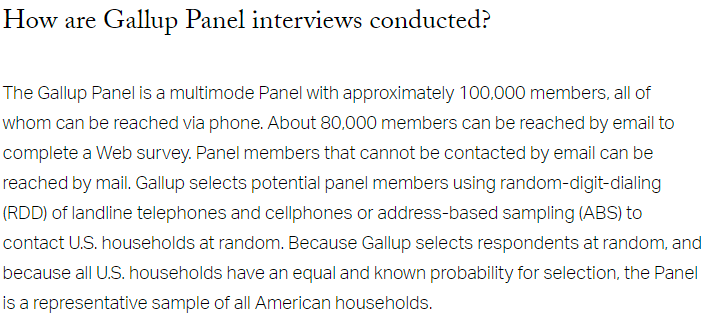 How are Gallup Panel interviews conducted?
The Gallup Panel is a multimode Panel with approximately 100,000 members, all of
whom can be reached via phone. About 80,000 members can be reached by email to
complete a Web survey. Panel members that cannot be contacted by email can be
reached by mail. Gallup selects potential panel members using random-digit-dialing
(RDD) of landline telephones and cellphones or address-based sampling (ABS) to
contact U.S. households at random. Because Gallup selects respondents at random, and
because all U.S. households have an equal and known probability for selection, the Panel
is a representative sample of all American households.